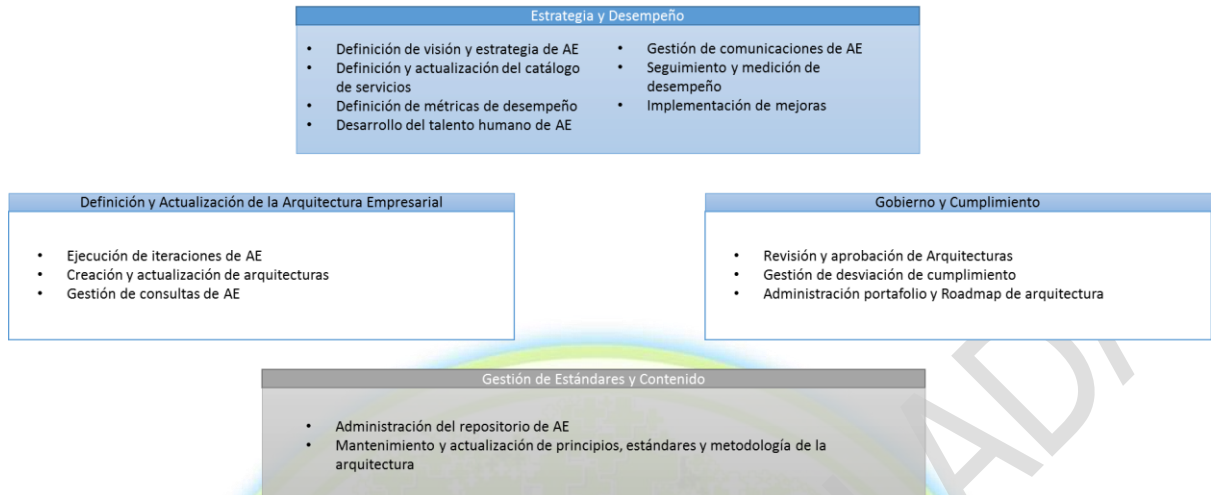 Estrategia y Desempeño
• Definición de visión y estrategia de AE
• Definición y actualización del catálogo
de servicios
• Definición de métricas de desempeño
• Desarrollo del talento humano de AE
• Gestión de comunicaciones de AE
• Seguimiento y medición de
desempeño
• Implementación de mejoras
Definición y Actualización de la Arquitectura Empresarial
• Ejecución de iteraciones de AE
• Creación y actualización de arquitecturas
• Gestión de consultas de AE
Gobierno y Cumplimiento
• Revisión y aprobación de Arquitecturas
• Gestión de desviación de cumplimiento
• Administración portafolio y Roadmap de arquitectura
Gestión de Estándares y Contenido
• Administración del repositorio de AE
• Mantenimiento y actualización de principios, estándares y metodología de la
arquitectura